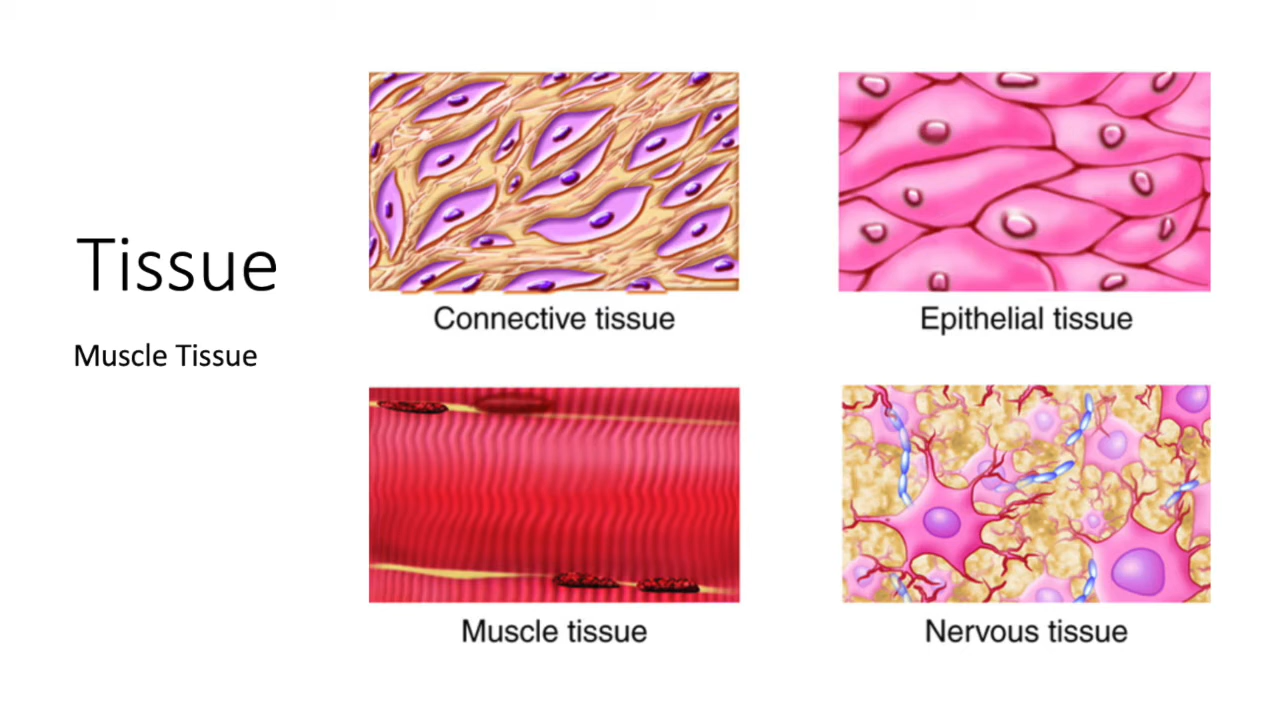 Tissue
Muscle Tissue
Connective tissue
Epithelial tissue
Muscle tissue
Nervous tissue